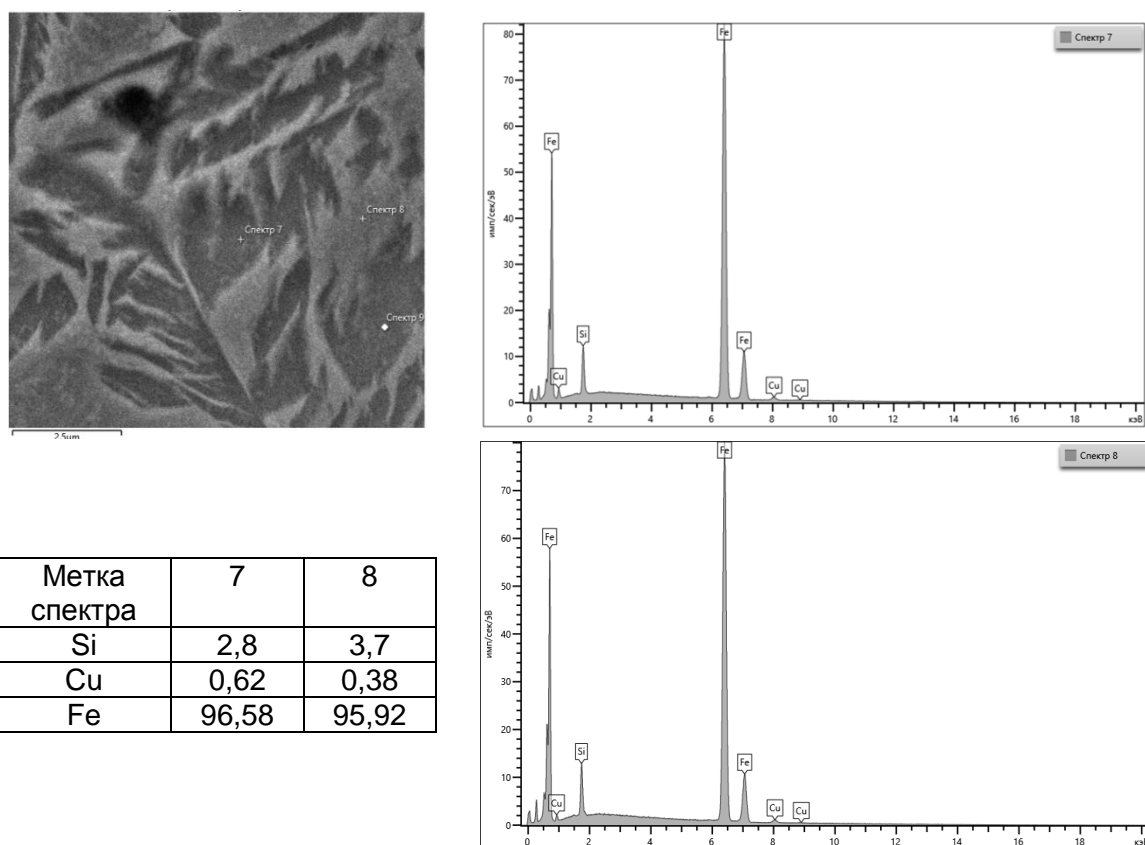 Спектр 8
Спектр 7
Спектр 9
2.5µm
Спектр 7
имп/сек/эВ
80
70
60
50
40
30
20
10
0
Fe
Fe
Si
Fe
Cu
Cu
Cu
0 2 4 6 8 10 12 14 16 18 кэВ
Спектр 8
имп/сек/эВ
70
60
50
40
30
20
10
0
Fe
Fe
Si
Fe
Cu
Cu
Cu
0 2 4 6 8 10 12 14 16 18 кэВ
Метка спектра 7 8
Si 2,8 3,7
Cu 0,62 0,38
Fe 96,58 95,92